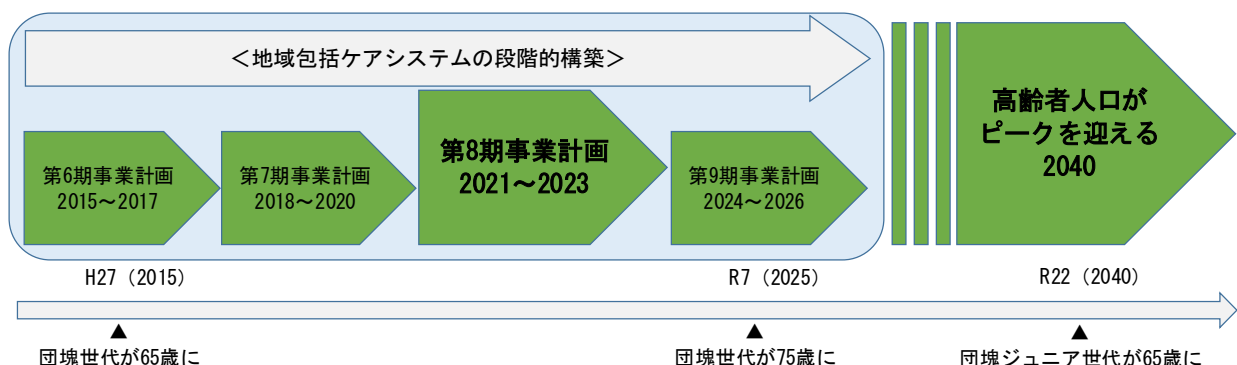 ＜地域包括ケアシステムの段階的構築＞
第6期事業計画
2015～2017
第7期事業計画
2018～2020
第8期事業計画
2021～2023
第9期事業計画
2024～2026
高齢者人口が
ピークを迎える
2040
H27（2015）
R7（2025）
R22（2040）
▲
▲
▲
団塊世代が65歳に
団塊世代が75歳に
団塊ジュニア世代が65歳に